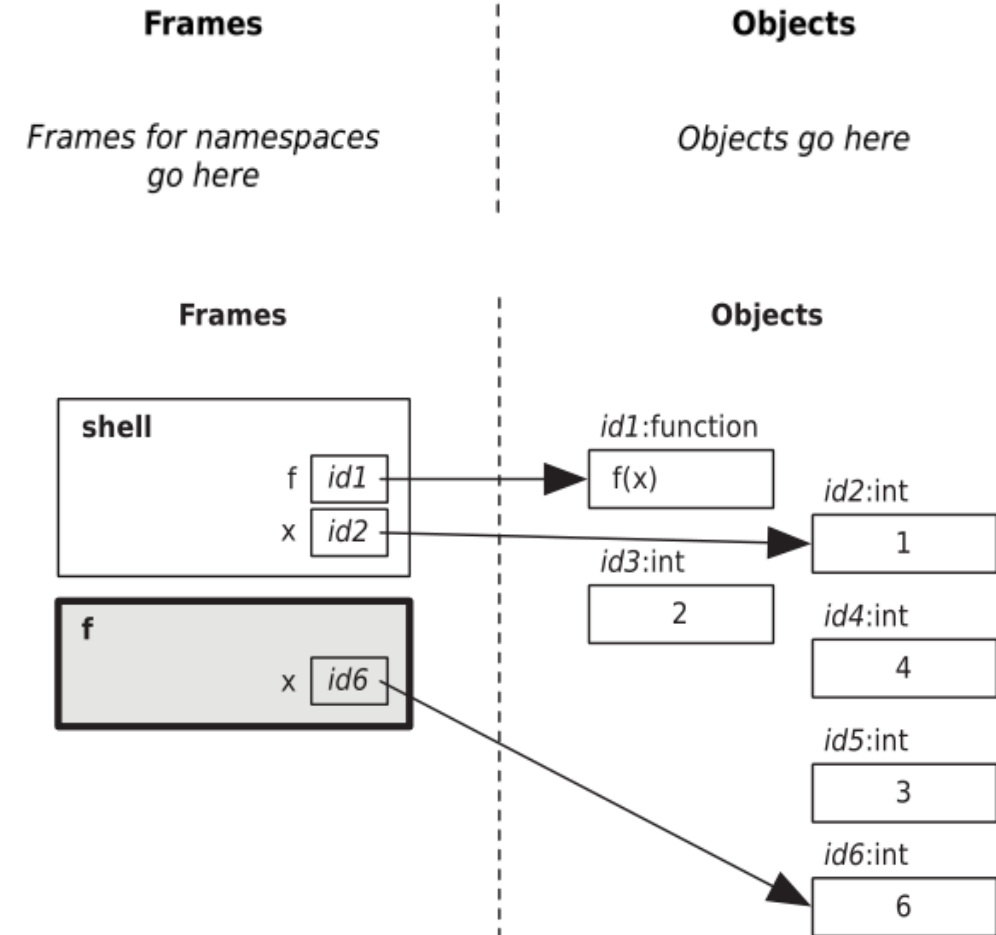 Frames
Objects
Frames for namespaces
go here
Objects go here
Frames
Objects
shell
f id1
x id2
id1:function
f(x)
id2:int
1
id3:int
2
f
x id6
id4:int
4
id5:int
3
id6:int
6